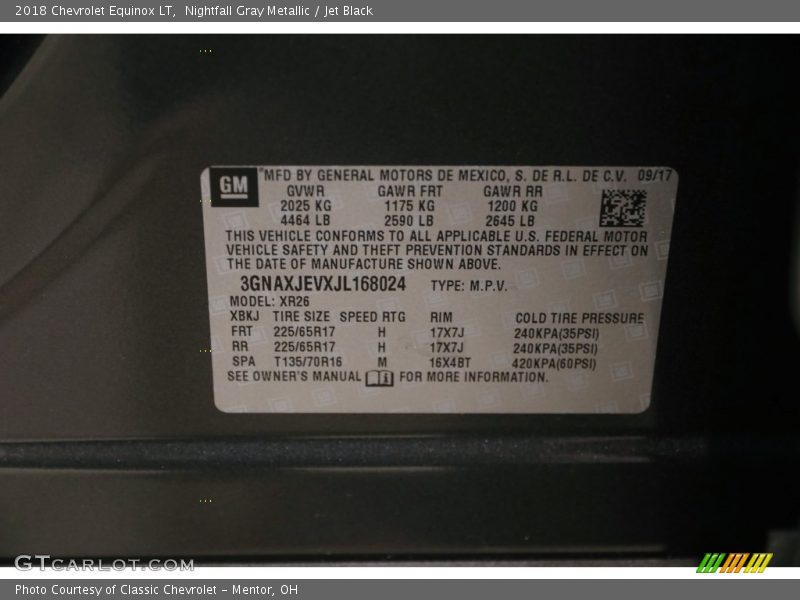 2018 Chevrolet Equinox LT, Nightfall Gray Metallic / Jet Black
GM MFD BY GENERAL MOTORS DE MEXICO, S. DE R.L. DE C.V. 09/17
GVWR GAWR FRT GAWR RR
2025 KG 1175 KG 1200 KG
4464 LB 2590 LB 2645 LB
THIS VEHICLE CONFORMS TO ALL APPLICABLE U.S. FEDERAL MOTOR
VEHICLE SAFETY AND THEFT PREVENTION STANDARDS IN EFFECT ON
THE DATE OF MANUFACTURE SHOWN ABOVE.
3GNAXJEVXJL168024 TYPE: M.P.V.
MODEL: XR26
XBKJ TIRE SIZE SPEED RTG RIM COLD TIRE PRESSURE
FRT 225/65R17 H 17X7J 240KPA(35PSI)
RR 225/65R17 H 17X7J 240KPA(35PSI)
SPA T135/70R16 M 16X4BT 420KPA(60PSI)
SEE OWNER'S MANUAL FOR MORE INFORMATION.
GTCARLOT.COM
Photo Courtesy of Classic Chevrolet - Mentor, OH